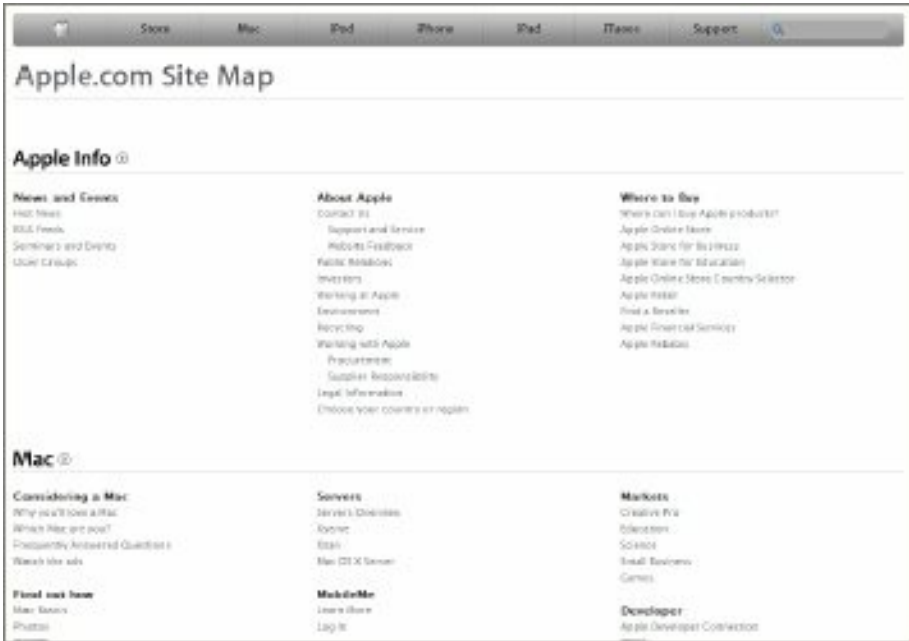 Store Mac iPod iPhone iPad iTunes Support
Apple.com Site Map
Apple Info
News and Events
Hot News
RSS Feeds
Seminars and Events
User Groups
About Apple
Contact Us
Support and Service
Website Feedback
Public Relations
Investors
Working at Apple
Environment
Recycling
Working with Apple
Procurement
Supplier Responsibility
Legal Information
Choose your country or region
Where to Buy
Where can I buy Apple products?
Apple Online Store
Apple Store for Business
Apple Store for Education
Apple Online Store Country Selector
Apple Retail
Find a Reseller
Apple Financial Services
Apple Rebates
Mac
Considering a Mac
Why you'll love a Mac
Which Mac are you?
Frequently Answered Questions
Watch the ads
Find out how
Mac Basics
Photos
Servers
Servers Overview
Xserve
Xsan
Mac OS X Server
MobileMe
Learn More
Log In
Markets
Creative Pro
Education
Science
Small Business
Games
Developer
Apple Developer Connection